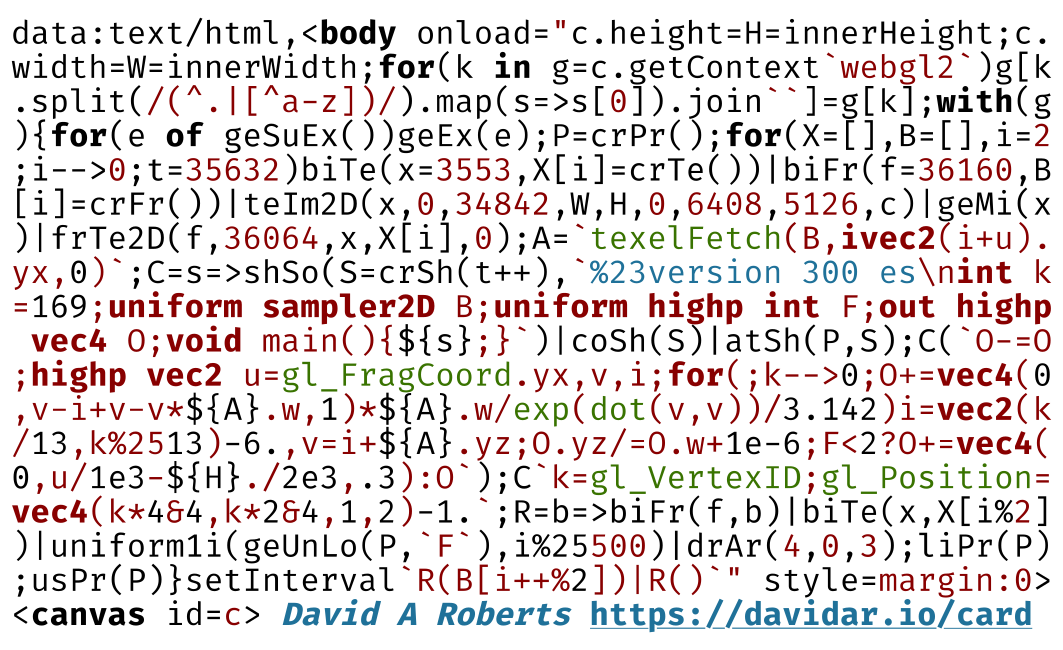 data:text/html,<body onload="c.height=H=innerHeight;c.
width=W=innerWidth;for(k in g=c.getContext`webgl2`)g[k
.split(/(^.|[^a-z])/).map(s=>s[0]).join``]=g[k];with(g
){for(e of geSuEx())geEx(e);P=crPr();for(X=[],B=[],i=2
;i-->0;t=35632)biTe(x=3553,X[i]=crTe())|biFr(f=36160,B
[i]=crFr())|teIm2D(x,0,34842,W,H,0,6408,5126,c)|geMi(x
)|frTe2D(f,36064,x,X[i],0);A=`texelFetch(B,ivec2(i+u).
yx,0)`;C=s=>shSo(S=crSh(t++),`%23version 300 es\nint k
=169;uniform sampler2D B;uniform highp int F;out highp
 vec4 O;void main(){${s};}`)|coSh(S)|atSh(P,S);C(`O-=O
;highp vec2 u=gl_FragCoord.yx,v,i;for(;k-->0;O+=vec4(0
,v-i+v-v*${A}.w,1)*${A}.w/exp(dot(v,v))/3.142)i=vec2(k
/13,k%2513)-6.,v=i+${A}.yz;O.yz/=O.w+1e-6;F<2?O+=vec4(
0,u/1e3-${H}./2e3,.3):O`);C`k=gl_VertexID;gl_Position=
vec4(k*4&4,k*2&4,1,2)-1.`;R=b=>biFr(f,b)|biTe(x,X[i%2]
)|uniform1i(geUnLo(P,`F`),i%25500)|drAr(4,0,3);liPr(P)
;usPr(P)}setInterval`R(B[i++%2])|R()`" style=margin:0>
<canvas id=c> David A Roberts https://davidar.io/card